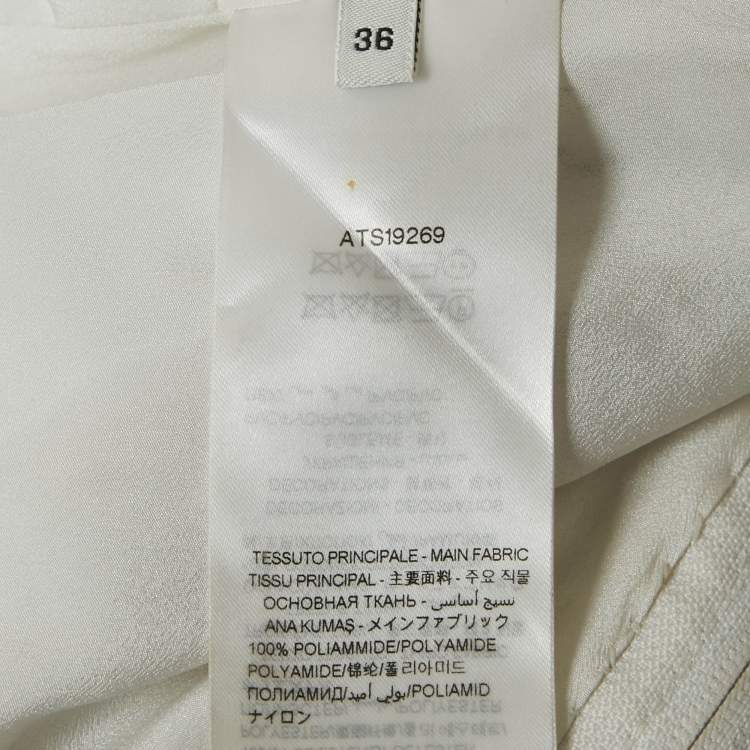 36
ATS19269
TESSUTO PRINCIPALE - MAIN FABRIC
TISSU PRINCIPAL - 主要面料 - 주요 직물
ОСНОВНАЯ ТКАНЬ - نسيج أساسي
ANA KUMAŞ - メインファブリック
100% POLIAMMIDE/POLYAMIDE
POLYAMIDE/锦纶/폴리아미드
ПОЛИАМИД/بولي أميد/POLIAMID
ナイロン